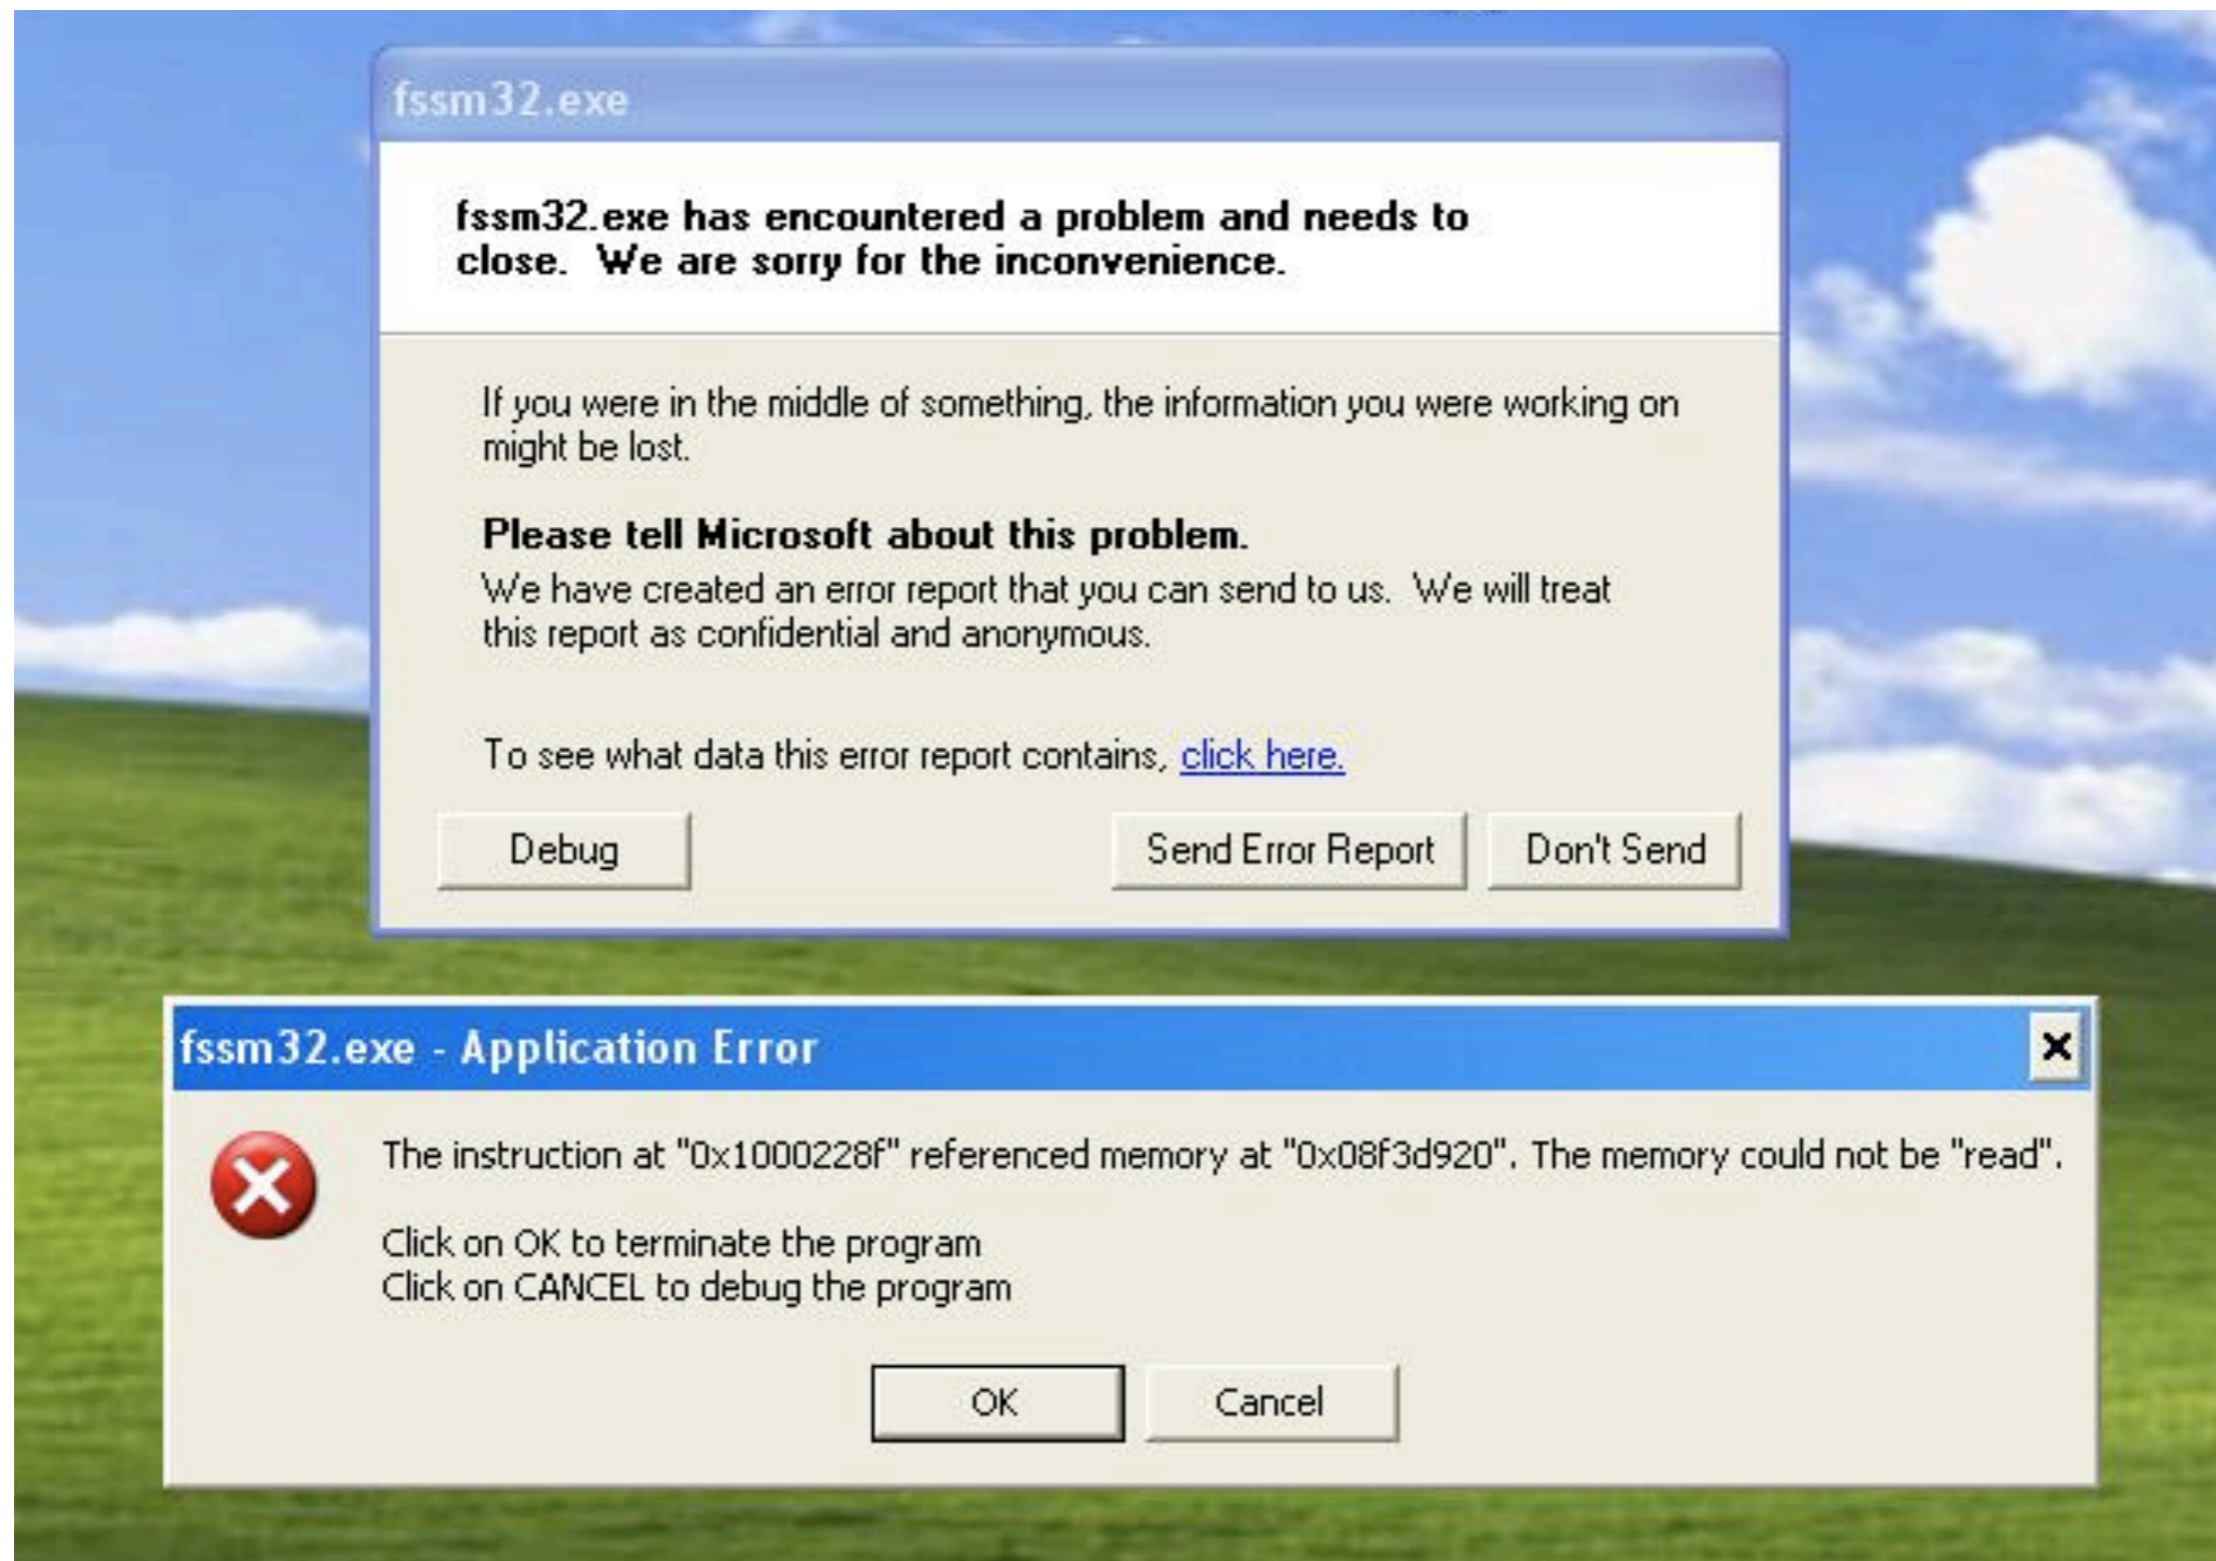 fssm32.exe
fssm32.exe has encountered a problem and needs to
close.  We are sorry for the inconvenience.
If you were in the middle of something, the information you were working on
might be lost.
Please tell Microsoft about this problem.
We have created an error report that you can send to us.  We will treat
this report as confidential and anonymous.
To see what data this error report contains, click here.
Debug
Send Error Report
Don't Send
fssm32.exe - Application Error
The instruction at "0x1000228f" referenced memory at "0x08f3d920". The memory could not be "read".
Click on OK to terminate the program
Click on CANCEL to debug the program
OK
Cancel